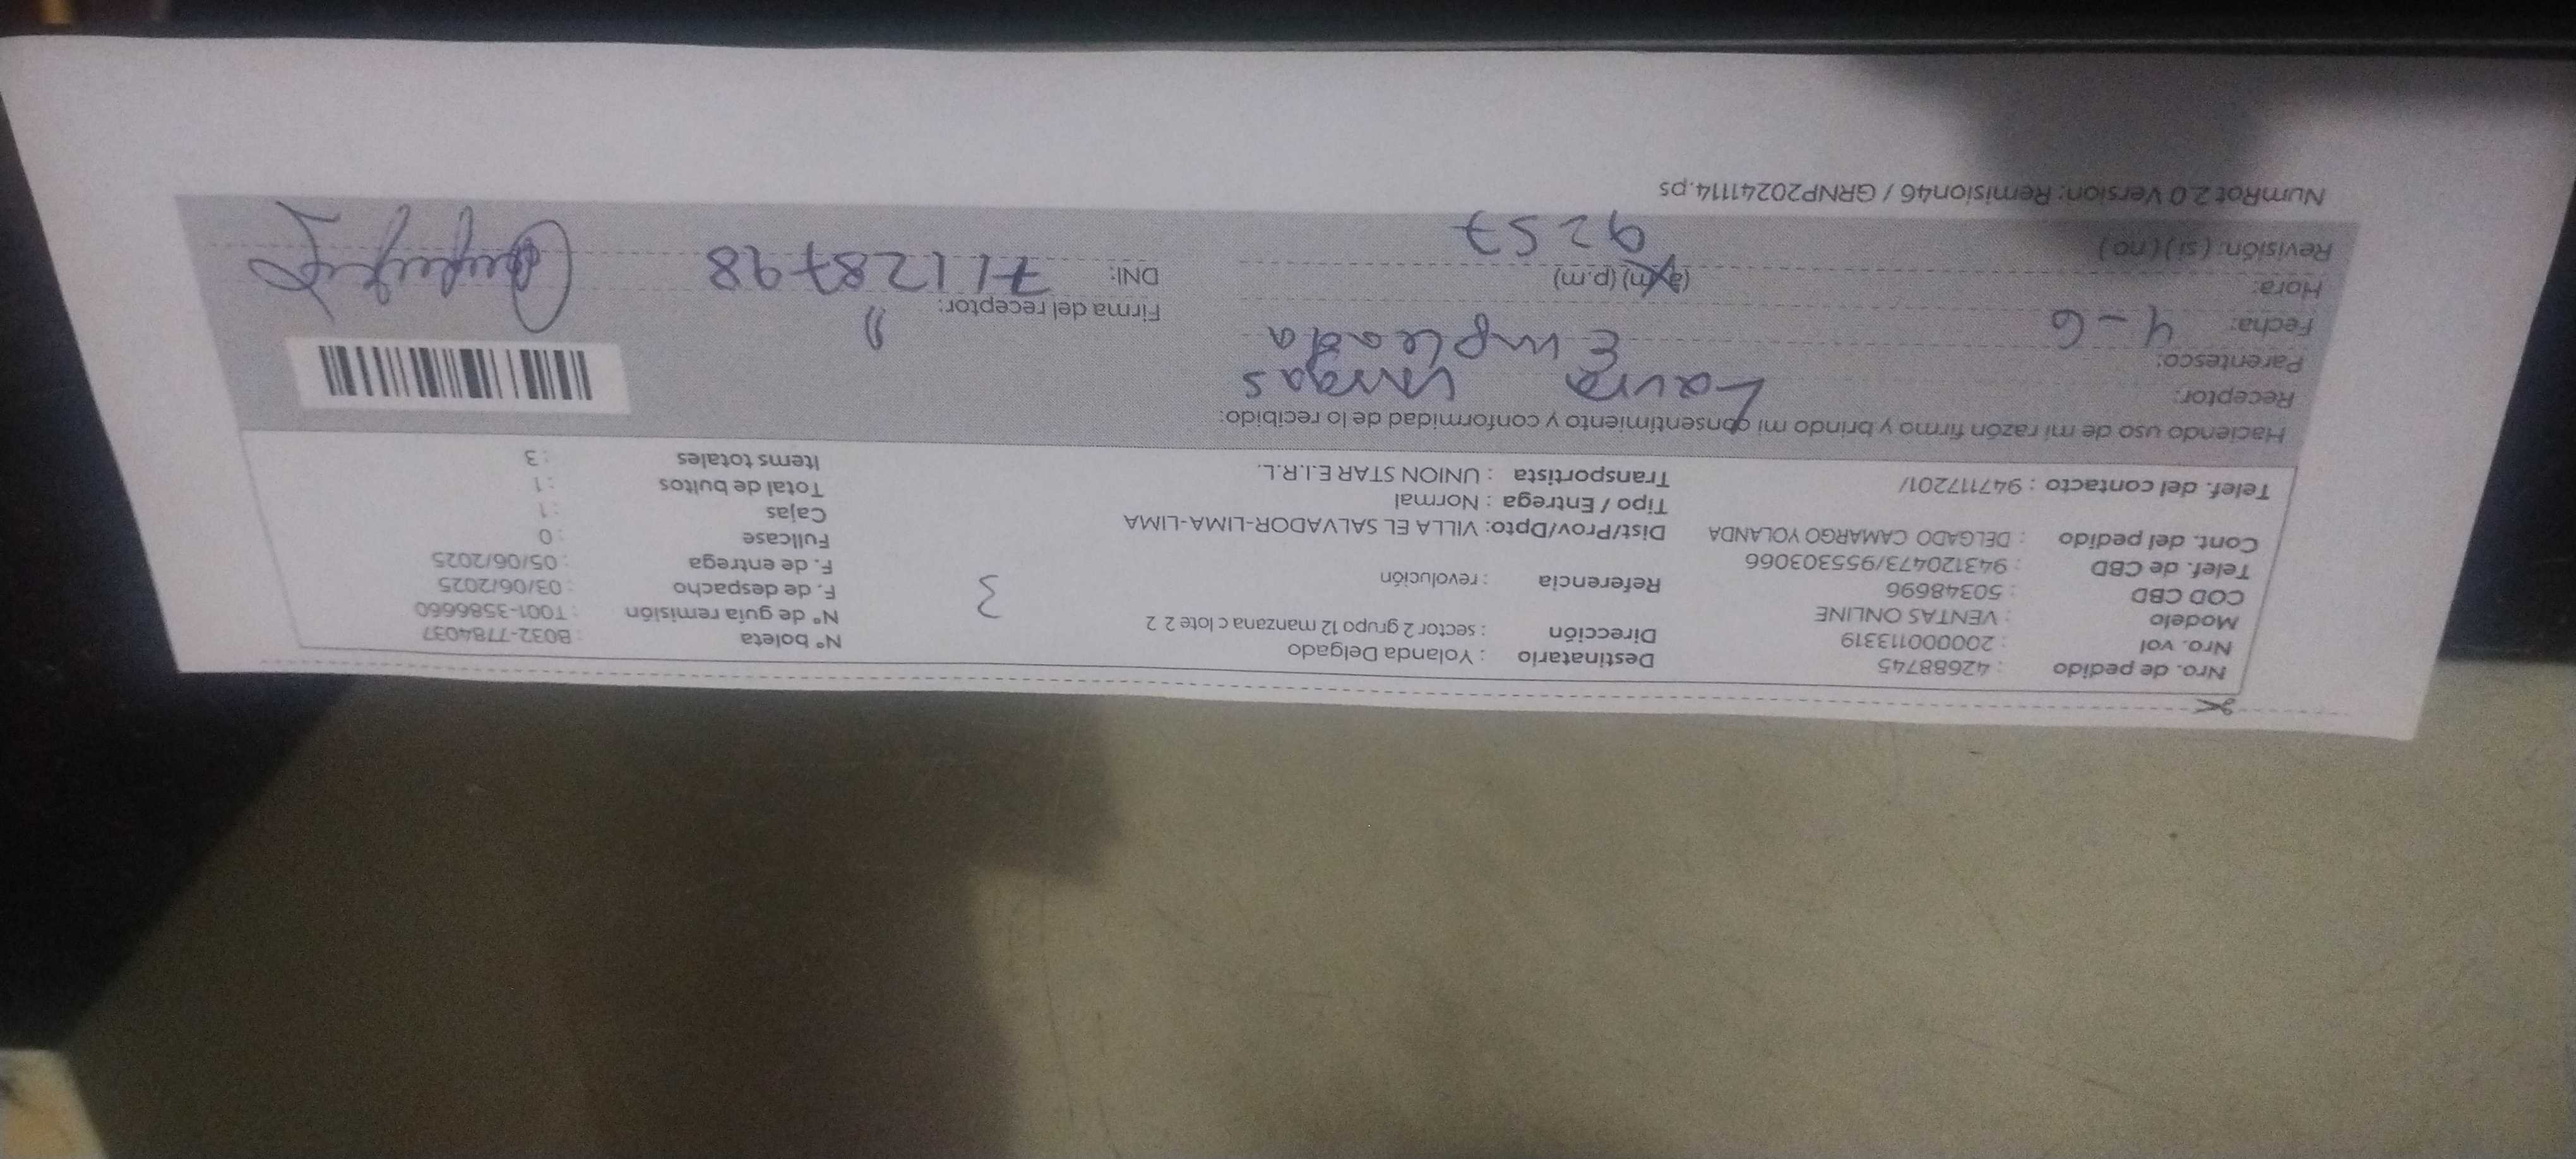 Nro. de pedido : 42688745
Nro. vol : 20000113319
Modelo : VENTAS ONLINE
COD CBD : 50348696
Telef. de CBD : 943120473/955303066
Cont. del pedido : DELGADO CAMARGO YOLANDA
Telef. del contacto : 947117201/
Destinatario : Yolanda Delgado
Dirección : sector 2 grupo 12 manzana c lote 2 2
Referencia : revolución
Dist/Prov/Dpto: VILLA EL SALVADOR-LIMA-LIMA
Tipo / Entrega : Normal
Transportista : UNION STAR E.I.R.L.
3
N° boleta : B032-7784037
N° de guía remisión : T001-3586660
F. de despacho : 03/06/2025
F. de entrega : 05/06/2025
Fullcase : 0
Cajas : 1
Total de bultos : 1
Items totales : 3
Haciendo uso de mi razón firmo y brindo mi consentimiento y conformidad de lo recibido:
Receptor: Laura Vargas
Parentesco: Empleada
Fecha: 4-6
Hora: (a.m) (p.m)
9257
Revisión: (si) (no)
Firma del receptor:
DNI: 71128798
NumRot 2.0 Version: Remision46 / GRNP20241114.ps